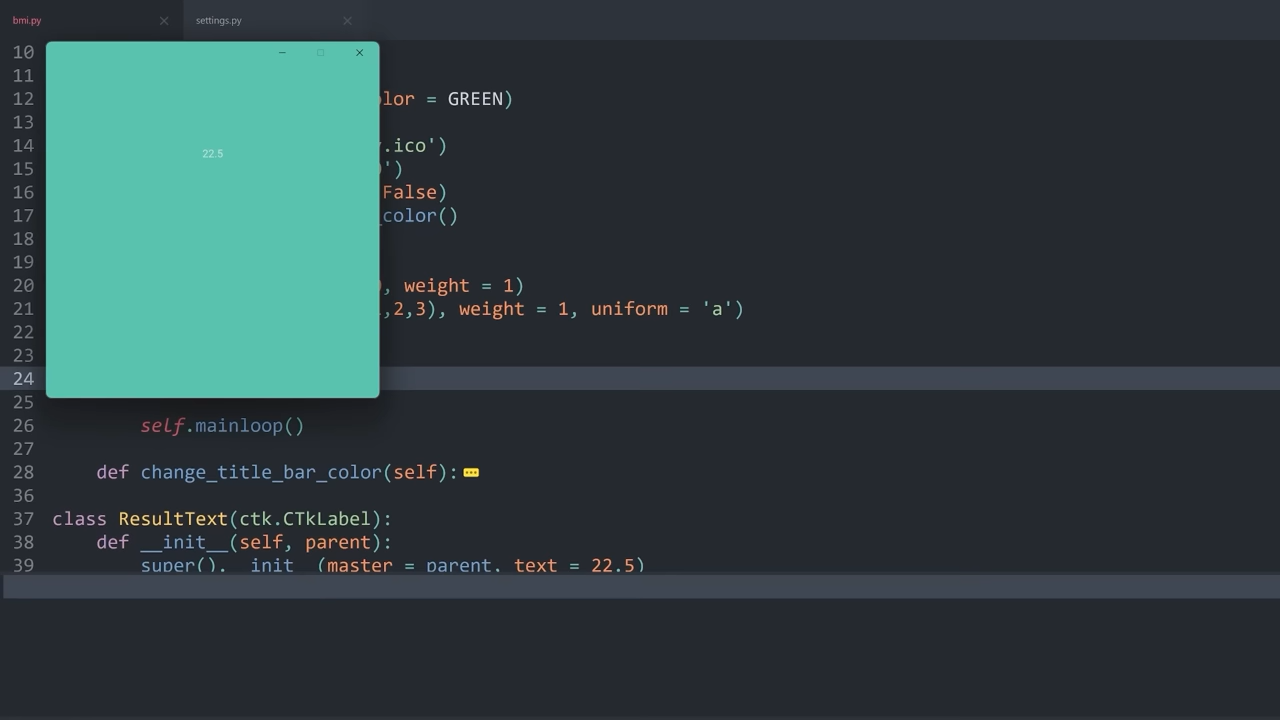 bmi.py
settings.py
10
11
12 olor = GREEN)
13
14 .ico')
15 ')
16 False)
17 _color()
18
19
20 , weight = 1)
21 ,2,3), weight = 1, uniform = 'a')
22
23
24
25
26 self.mainloop()
27
28 def change_title_bar_color(self):
36
37 class ResultText(ctk.CTkLabel):
38 def __init__(self, parent):
39 super().__init__(master = parent, text = 22.5)
22.5